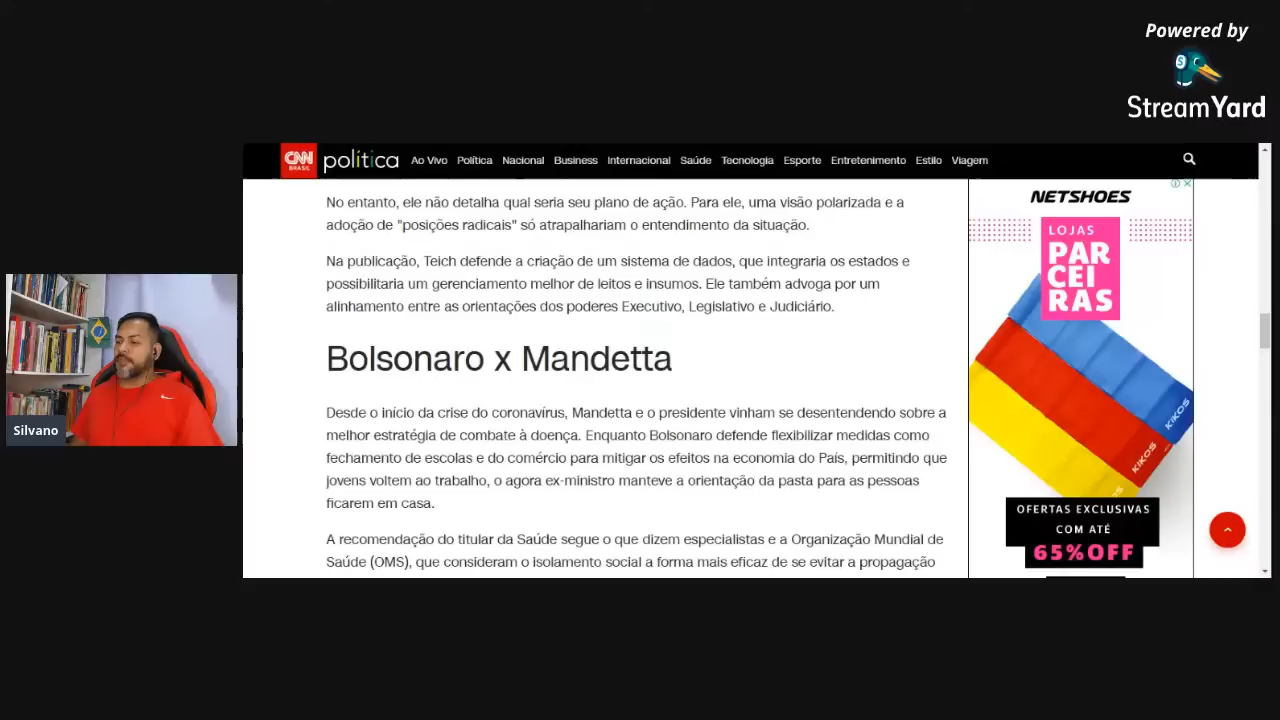 Powered by
StreamYard
CNN
BRASIL
política
Ao Vivo Política Nacional Business Internacional Saúde Tecnologia Esporte Entretenimento Estilo Viagem
No entanto, ele não detalha qual seria seu plano de ação. Para ele, uma visão polarizada e a
adoção de "posições radicais" só atrapalhariam o entendimento da situação.
Na publicação, Teich defende a criação de um sistema de dados, que integraria os estados e
possibilitaria um gerenciamento melhor de leitos e insumos. Ele também advoga por um
alinhamento entre as orientações dos poderes Executivo, Legislativo e Judiciário.
Bolsonaro x Mandetta
Desde o início da crise do coronavírus, Mandetta e o presidente vinham se desentendendo sobre a
melhor estratégia de combate à doença. Enquanto Bolsonaro defende flexibilizar medidas como
fechamento de escolas e do comércio para mitigar os efeitos na economia do País, permitindo que
jovens voltem ao trabalho, o agora ex-ministro manteve a orientação da pasta para as pessoas
ficarem em casa.
A recomendação do titular da Saúde segue o que dizem especialistas e a Organização Mundial de
Saúde (OMS), que consideram o isolamento social a forma mais eficaz de se evitar a propagação
NETSHOES
LOJAS
PAR
CEI
RAS
KIKOS
KIKOS
OFERTAS EXCLUSIVAS
COM ATÉ
65%OFF
Silvano